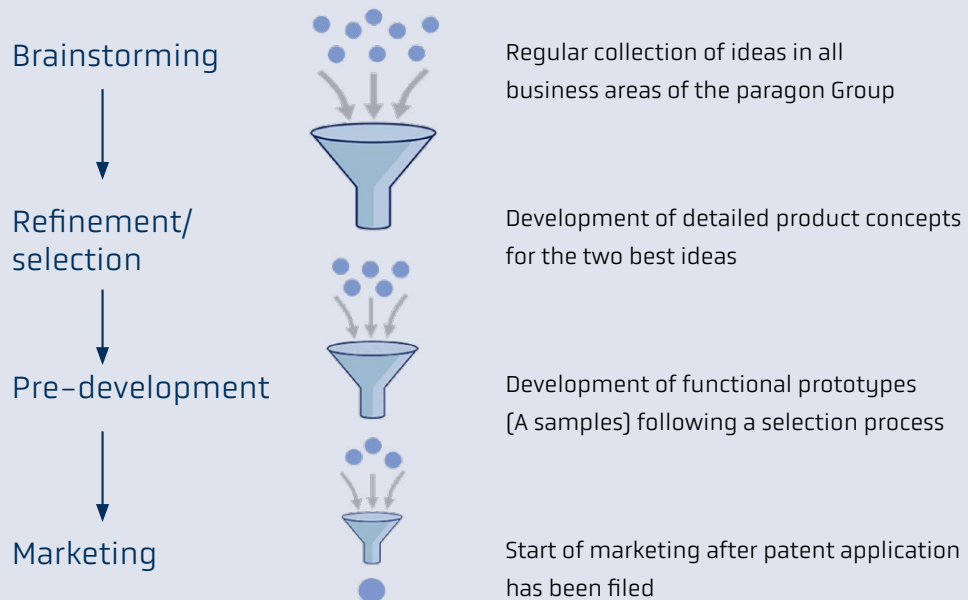 Brainstorming
Regular collection of ideas in all
business areas of the paragon Group
Refinement/
selection
Development of detailed product concepts
for the two best ideas
Pre-development
Development of functional prototypes
(A samples) following a selection process
Marketing
Start of marketing after patent application
has been filed